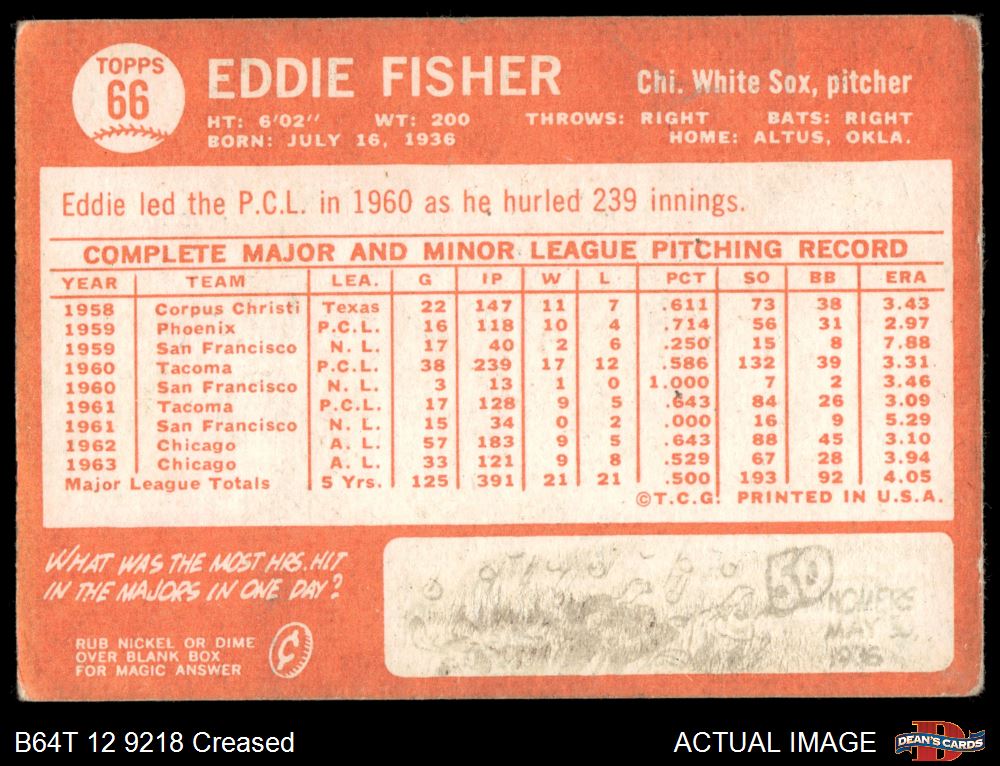 TOPPS
66
EDDIE FISHER
Chi. White Sox, pitcher
HT: 6'02" WT: 200 THROWS: RIGHT BATS: RIGHT
BORN: JULY 16, 1936 HOME: ALTUS, OKLA.
Eddie led the P.C.L. in 1960 as he hurled 239 innings.
COMPLETE MAJOR AND MINOR LEAGUE PITCHING RECORD
YEAR TEAM LEA. G IP W L PCT SO BB ERA
1958 Corpus Christi Texas 22 147 11 7 .611 73 38 3.43
1959 Phoenix P.C.L. 16 118 10 4 .714 56 31 2.97
1959 San Francisco N. L. 17 40 2 6 .250 15 8 7.88
1960 Tacoma P.C.L. 38 239 17 12 .586 132 39 3.31
1960 San Francisco N. L. 3 13 1 0 1.000 7 2 3.46
1961 Tacoma P.C.L. 17 128 9 5 .643 84 26 3.09
1961 San Francisco N. L. 15 34 0 2 .000 16 9 5.29
1962 Chicago A. L. 57 183 9 5 .643 88 45 3.10
1963 Chicago A. L. 33 121 9 8 .529 67 28 3.94
Major League Totals 5 Yrs. 125 391 21 21 .500 193 92 4.05
©T.C.G. PRINTED IN U.S.A.
WHAT WAS THE MOST HRS. HIT
IN THE MAJORS IN ONE DAY?
RUB NICKEL OR DIME
OVER BLANK BOX
FOR MAGIC ANSWER
50
HOMERS
MAY
B64T 12 9218 Creased
ACTUAL IMAGE
DEAN'S CARDS